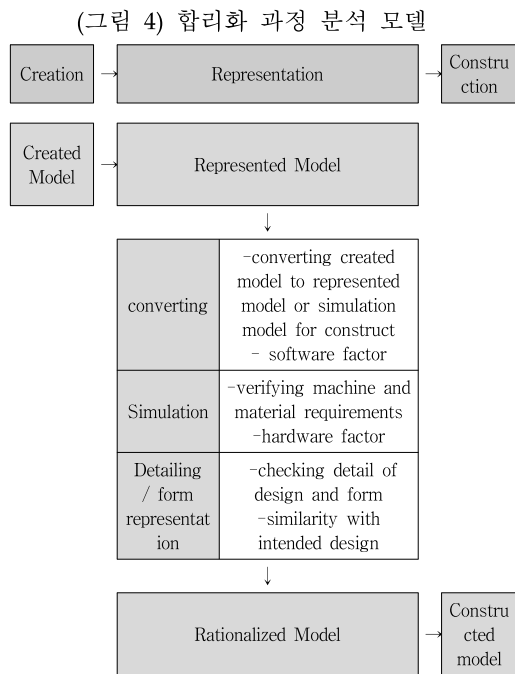 (그림 4) 합리화 과정 분석 모델
Creation → Representation → Constru
ction
Created
Model
→ Represented Model
↓
converting
-converting created
model to represented
model or simulation
model for construct
- software factor
Simulation
-verifying machine and
material requirements
-hardware factor
Detailing
/ form
representat
ion
-checking detail of
design and form
-similarity with
intended design
↓
Rationalized Model → Constru
cted
model